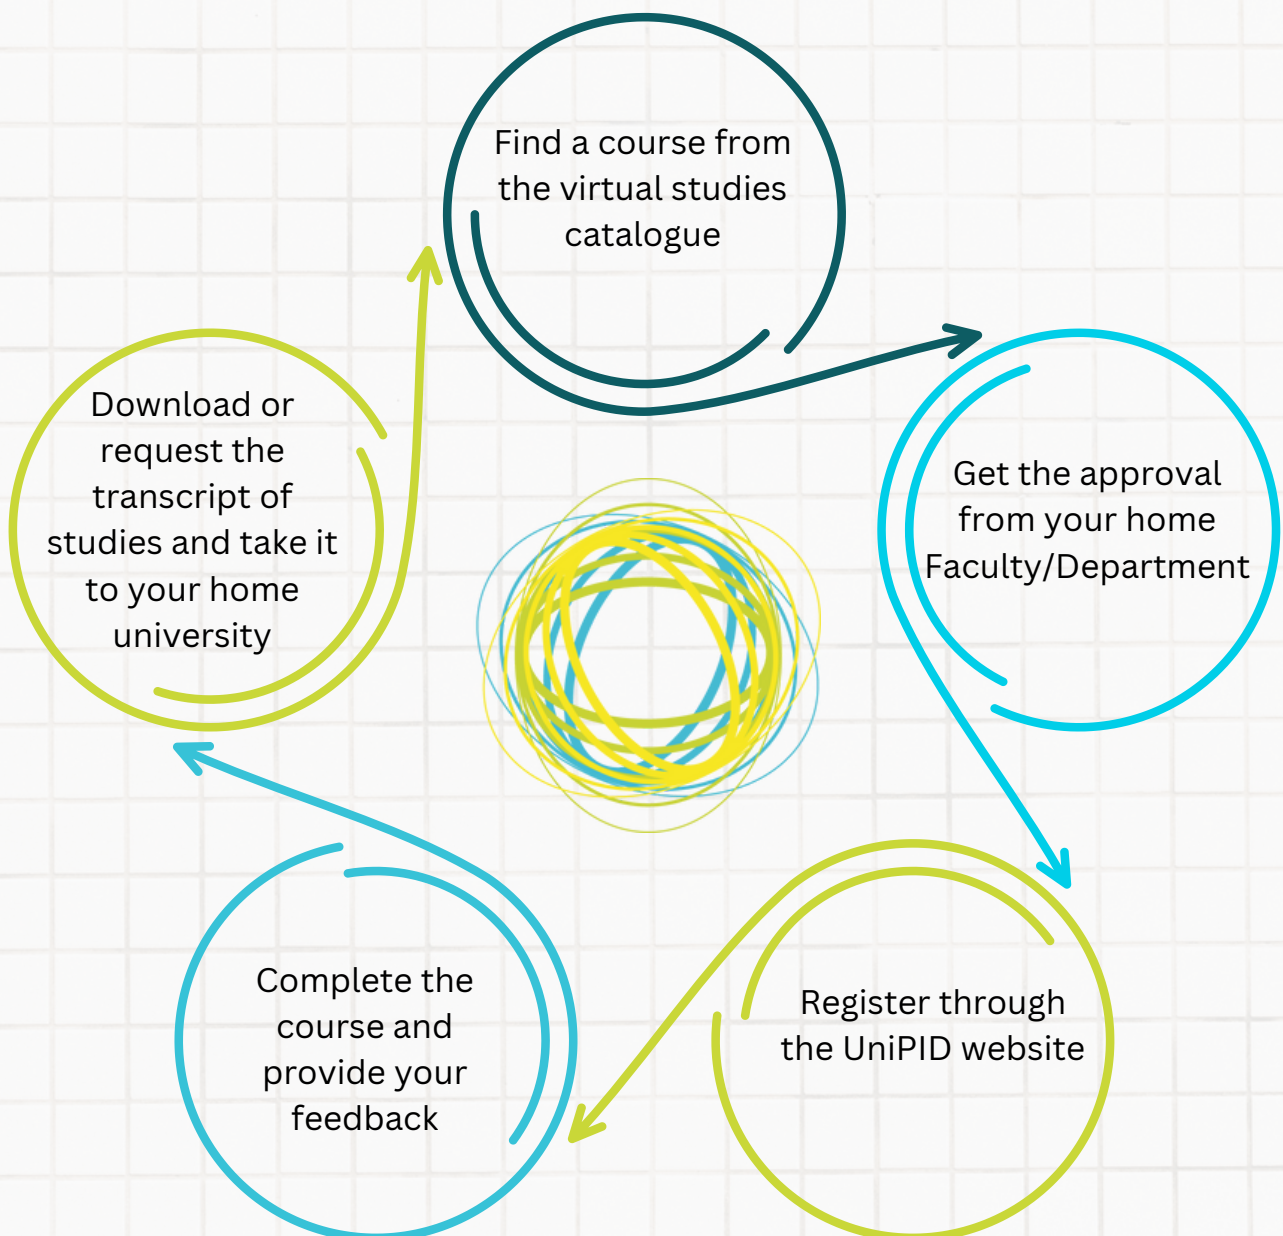 Find a course from
the virtual studies
catalogue
Get the approval
from your home
Faculty/Department
Register through
the UniPID website
Complete the
course and
provide your
feedback
Download or
request the
transcript of
studies and take it
to your home
university